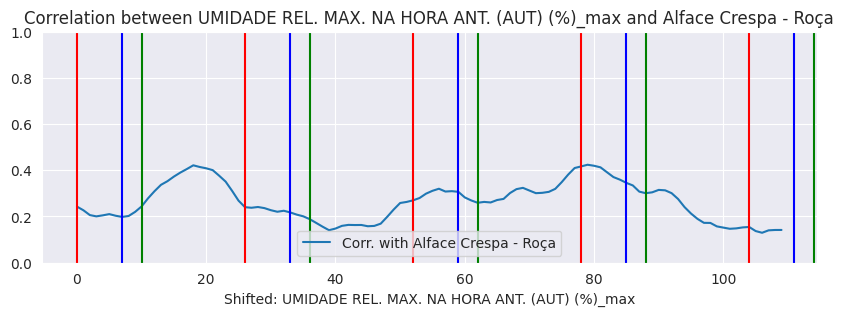 Correlation between UMIDADE REL. MAX. NA HORA ANT. (AUT) (%)_max and Alface Crespa - Roça
1.0
0.8
0.6
0.4
0.2
0.0
Corr. with Alface Crespa - Roça
0 20 40 60 80 100
Shifted: UMIDADE REL. MAX. NA HORA ANT. (AUT) (%)_max